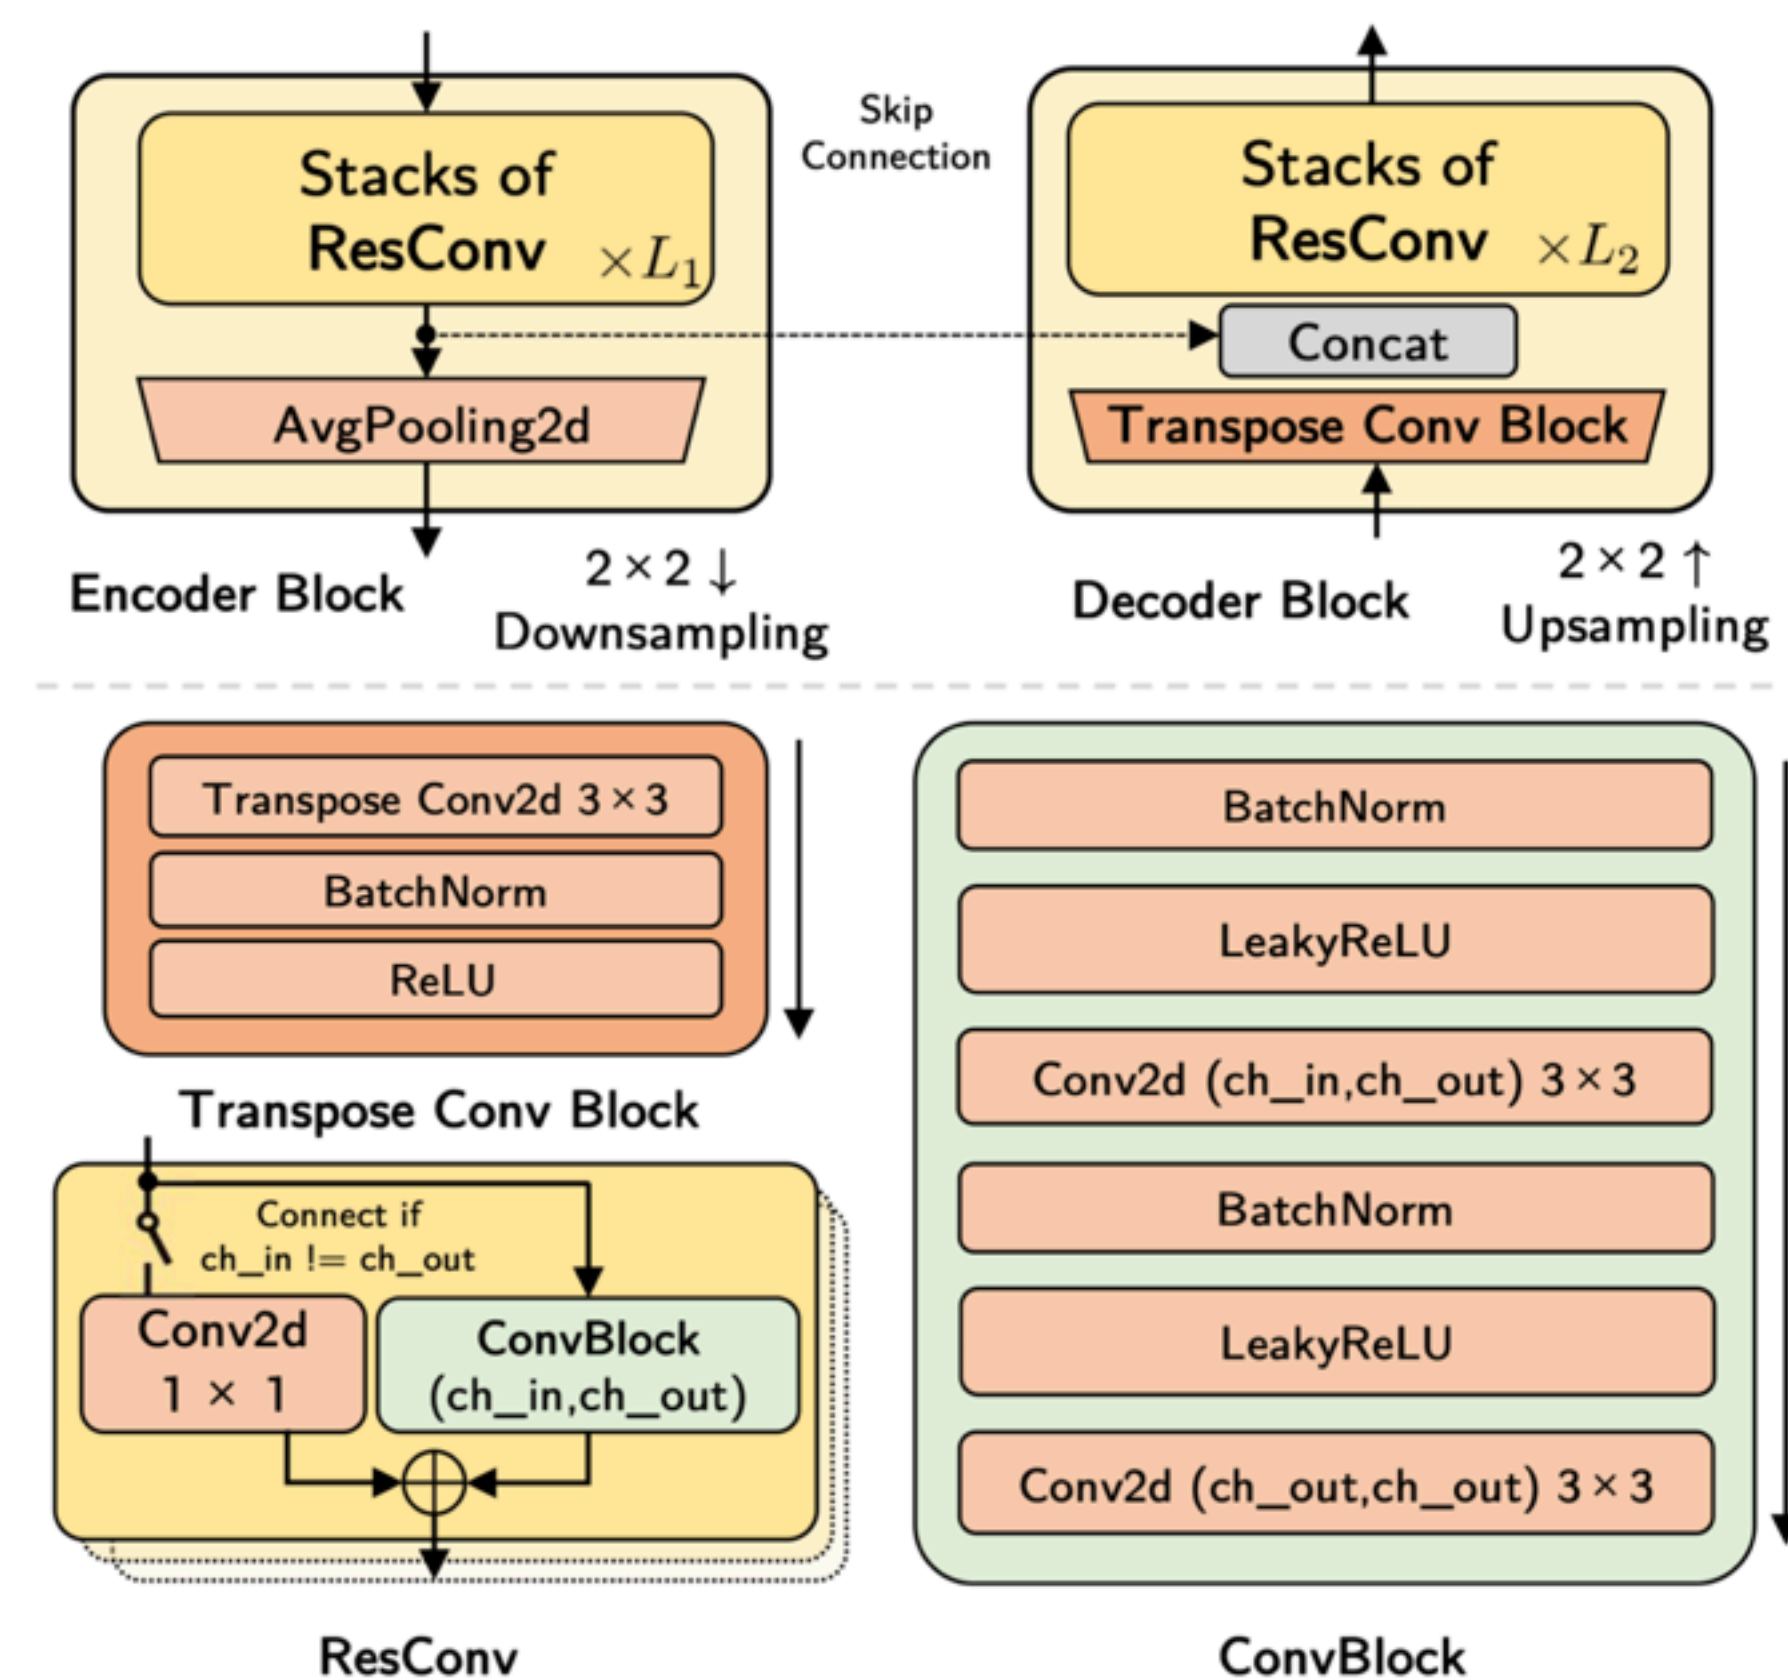 Stacks of
ResConv ×L₁
AvgPooling2d
Encoder Block
2 × 2 ↓
Downsampling
Skip
Connection
Stacks of
ResConv ×L₂
Concat
Transpose Conv Block
Decoder Block
2 × 2 ↑
Upsampling
Transpose Conv2d 3 × 3
BatchNorm
ReLU
Transpose Conv Block
Connect if
ch_in != ch_out
Conv2d
1 × 1
ConvBlock
(ch_in,ch_out)
ResConv
BatchNorm
LeakyReLU
Conv2d (ch_in,ch_out) 3 × 3
BatchNorm
LeakyReLU
Conv2d (ch_out,ch_out) 3 × 3
ConvBlock